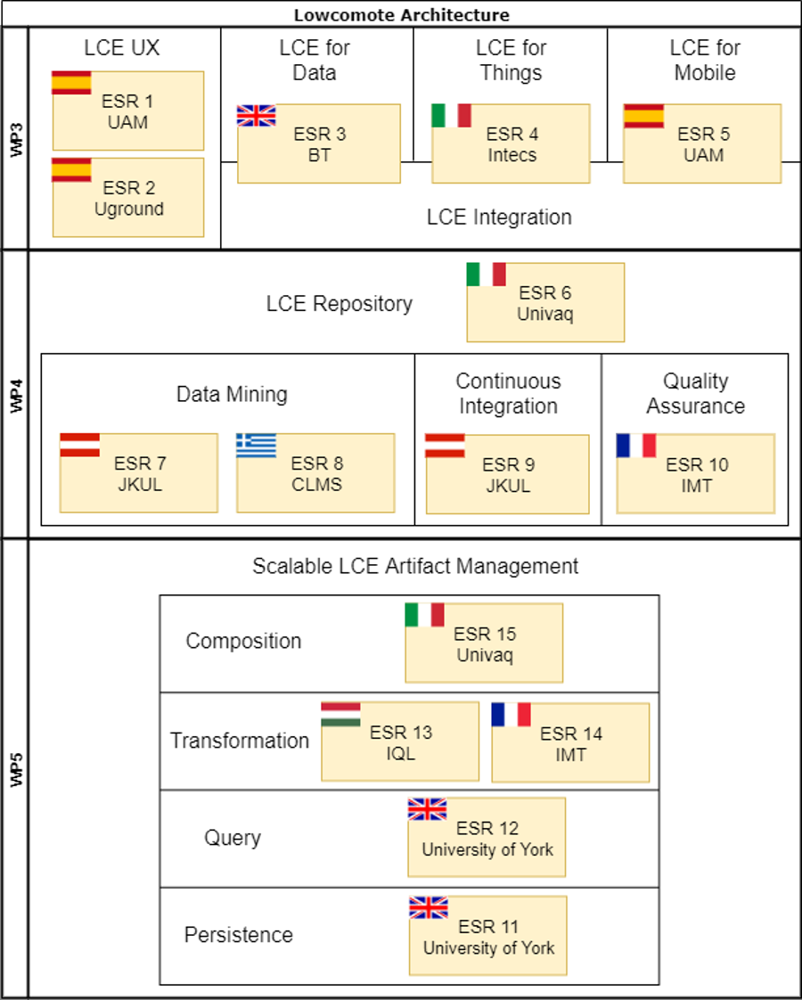 Lowcomote Architecture
WP3
LCE UX
ESR 1
UAM
ESR 2
Uground
LCE for
Data
ESR 3
BT
LCE for
Things
ESR 4
Intecs
LCE for
Mobile
ESR 5
UAM
LCE Integration
WP4
LCE Repository
ESR 6
Univaq
Data Mining
ESR 7
JKUL
ESR 8
CLMS
Continuous
Integration
ESR 9
JKUL
Quality
Assurance
ESR 10
IMT
WP5
Scalable LCE Artifact Management
Composition
ESR 15
Univaq
Transformation
ESR 13
IQL
ESR 14
IMT
Query
ESR 12
University of York
Persistence
ESR 11
University of York